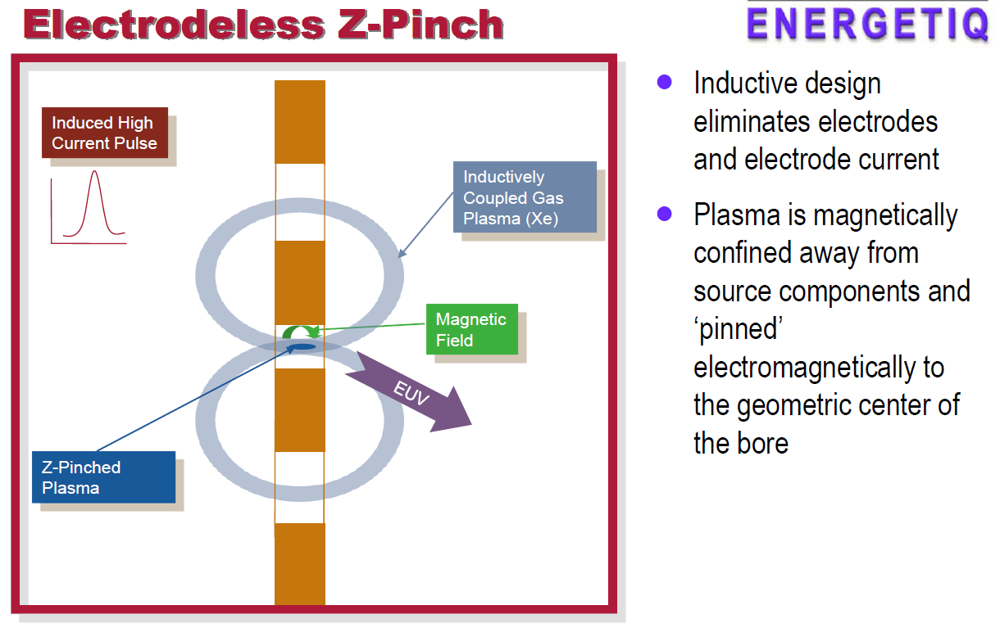 Electrodeless Z-Pinch
ENERGETIQ
Induced High
Current Pulse
Inductively
Coupled Gas
Plasma (Xe)
Magnetic
Field
EUV
Z-Pinched
Plasma
Inductive design
eliminates electrodes
and electrode current
Plasma is magnetically
confined away from
source components and
‘pinned’
electromagnetically to
the geometric center of
the bore